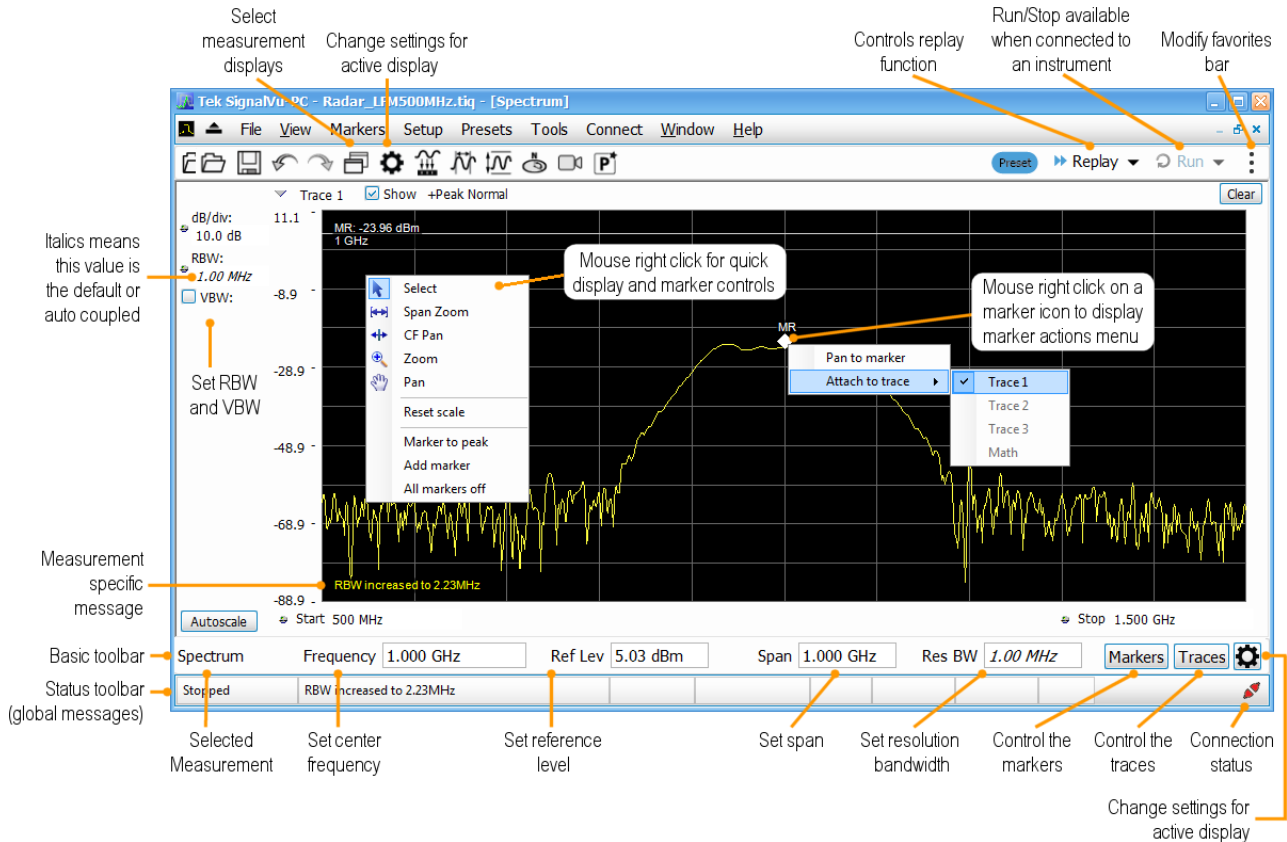 Select
measurement
displays
Change settings for
active display
Controls replay
function
Run/Stop available
when connected to
an instrument
Modify favorites
bar
Tek SignalVu-PC - Radar_LFM500MHz.tiq - [Spectrum]
File View Markers Setup Presets Tools Connect Window Help
Preset Replay Run
Trace 1 Show +Peak Normal Clear
dB/div:
10.0 dB
RBW:
1.00 MHz
VBW:
Italics means
this value is
the default or
auto coupled
Set RBW
and VBW
11.1
-8.9
-28.9
-48.9
-68.9
-88.9
MR: -23.96 dBm
1 GHz
Select
Span Zoom
CF Pan
Zoom
Pan
Reset scale
Marker to peak
Add marker
All markers off
Mouse right click for quick
display and marker controls
MR
Mouse right click on a
marker icon to display
marker actions menu
Pan to marker
Attach to trace
Trace 1
Trace 2
Trace 3
Math
Measurement
specific
message
RBW increased to 2.23MHz
Autoscale Start 500 MHz Stop 1.500 GHz
Basic toolbar
Spectrum Frequency 1.000 GHz Ref Lev 5.03 dBm Span 1.000 GHz Res BW 1.00 MHz Markers Traces
Status toolbar
(global messages)
Stopped RBW increased to 2.23MHz
Selected
Measurement
Set center
frequency
Set reference
level
Set span
Set resolution
bandwidth
Control the
markers
Control the
traces
Connection
status
Change settings for
active display